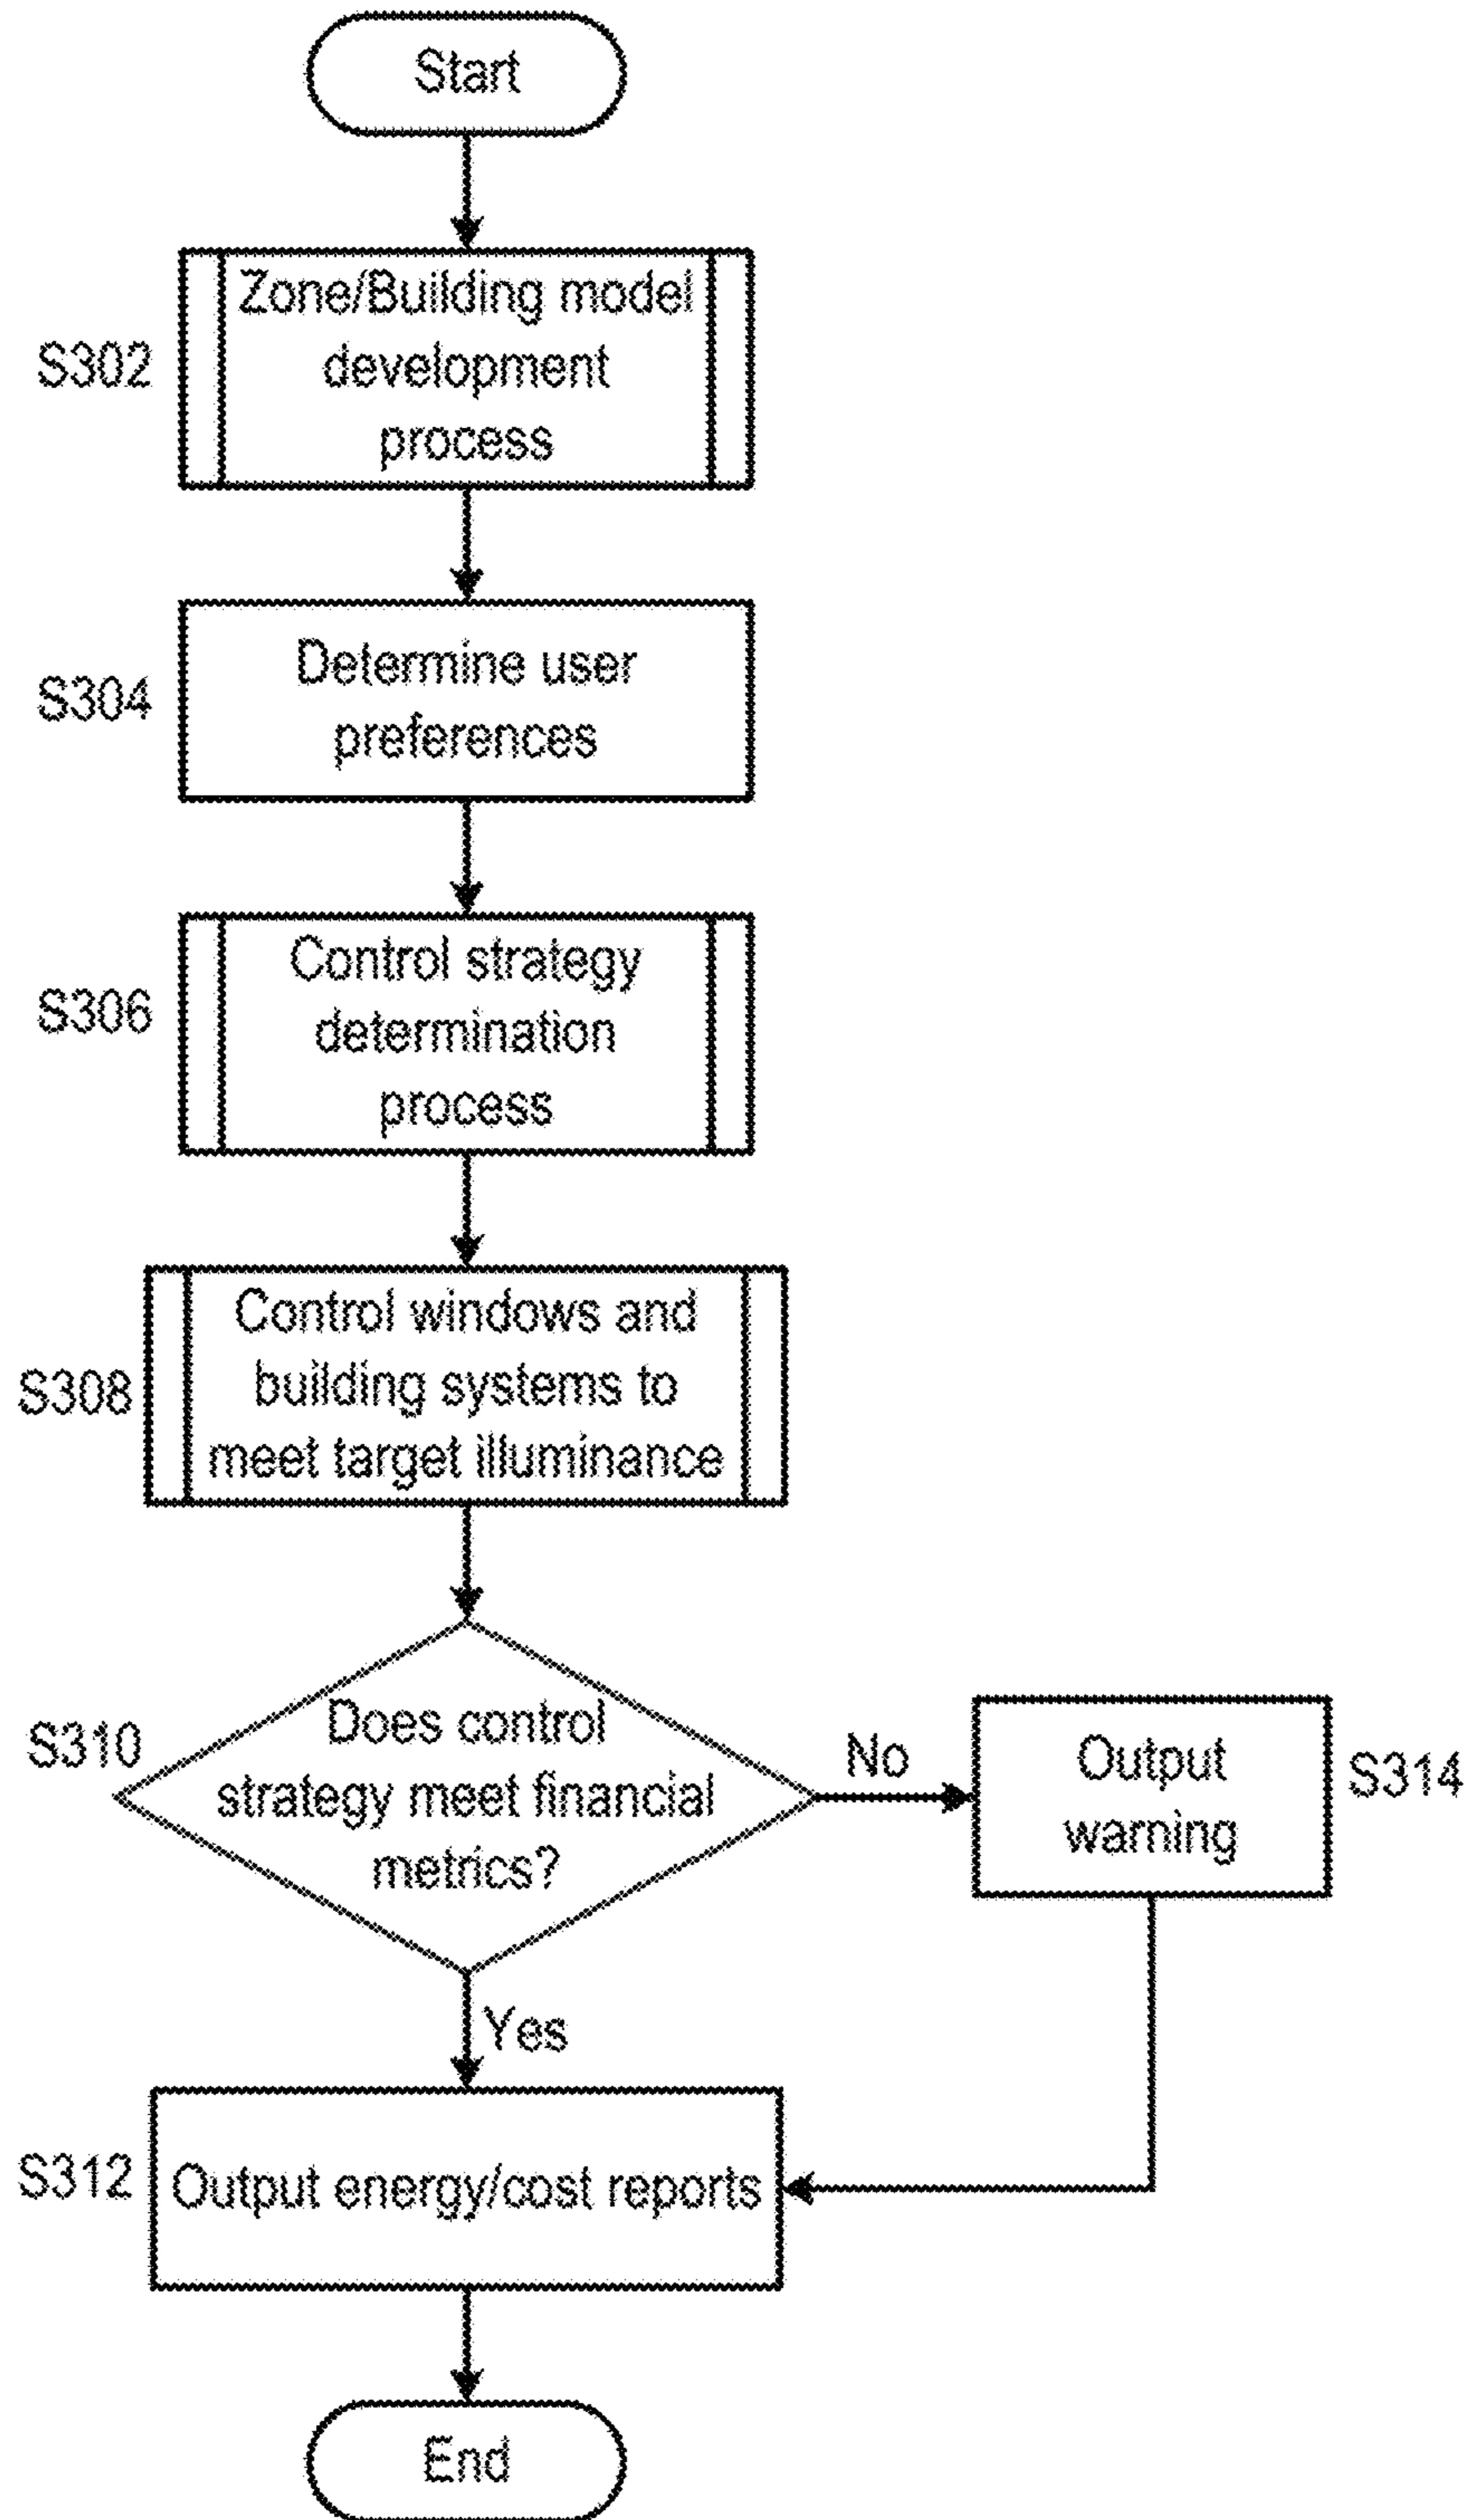 Start
S302
Zone/Building model
development
process
S304
Determine user
preferences
S306
Control strategy
determination
process
S308
Control windows and
building systems to
meet target illuminance
S310
Does control
strategy meet financial
metrics?
No
Output
warning
S314
Yes
S312
Output energy/cost reports
End